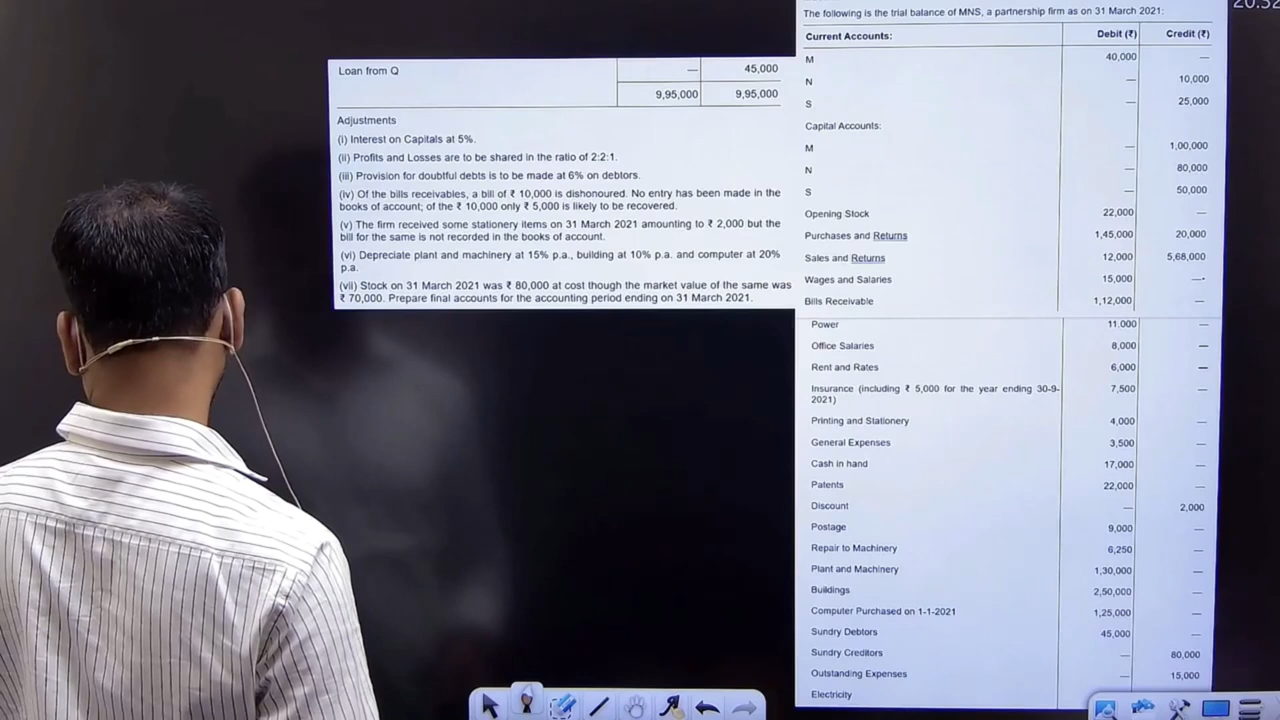 20:52
The following is the trial balance of MNS, a partnership firm as on 31 March 2021:
Current Accounts: Debit (₹) Credit (₹)
M 40,000 —
N — 10,000
S — 25,000
Capital Accounts:
M — 1,00,000
N — 80,000
S — 50,000
Opening Stock 22,000 —
Purchases and Returns 1,45,000 20,000
Sales and Returns 12,000 5,68,000
Wages and Salaries 15,000 —
Bills Receivable 1,12,000 —
Power 11.000 —
Office Salaries 8,000 —
Rent and Rates 6,000 —
Insurance (including ₹ 5,000 for the year ending 30-9- 7,500 —
2021)
Printing and Stationery 4,000 —
General Expenses 3,500 —
Cash in hand 17,000 —
Patents 22,000 —
Discount — 2,000
Postage 9,000 —
Repair to Machinery 6,250 —
Plant and Machinery 1,30,000 —
Buildings 2,50,000 —
Computer Purchased on 1-1-2021 1,25,000 —
Sundry Debtors 45,000 —
Sundry Creditors — 80,000
Outstanding Expenses — 15,000
Electricity
Loan from Q — 45,000
9,95,000 9,95,000
Adjustments
(i) Interest on Capitals at 5%.
(ii) Profits and Losses are to be shared in the ratio of 2:2:1.
(iii) Provision for doubtful debts is to be made at 6% on debtors.
(iv) Of the bills receivables, a bill of ₹ 10,000 is dishonoured. No entry has been made in the
books of account; of the ₹ 10,000 only ₹ 5,000 is likely to be recovered.
(v) The firm received some stationery items on 31 March 2021 amounting to ₹ 2,000 but the
bill for the same is not recorded in the books of account.
(vi) Depreciate plant and machinery at 15% p.a., building at 10% p.a. and computer at 20%
p.a.
(vii) Stock on 31 March 2021 was ₹ 80,000 at cost though the market value of the same was
₹ 70,000. Prepare final accounts for the accounting period ending on 31 March 2021.